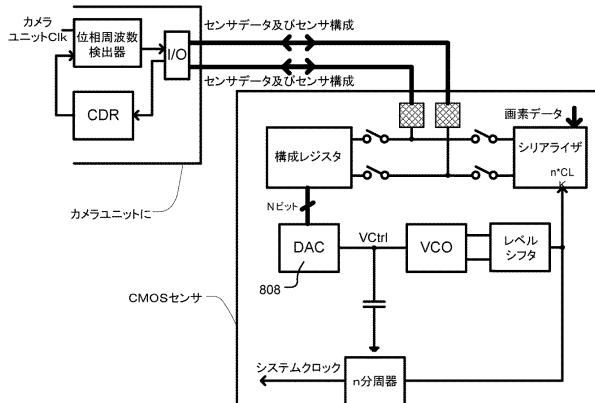 カメラ
ユニットClk
位相周波数
検出器
I/O
CDR
センサデータ及びセンサ構成
センサデータ及びセンサ構成
カメラユニットに
画素データ
構成レジスタ
シリアライザ
n*CL
K
Nビット
DAC
VCtrl
VCO
レベル
シフタ
808
CMOSセンサ
システムクロック
n分周器